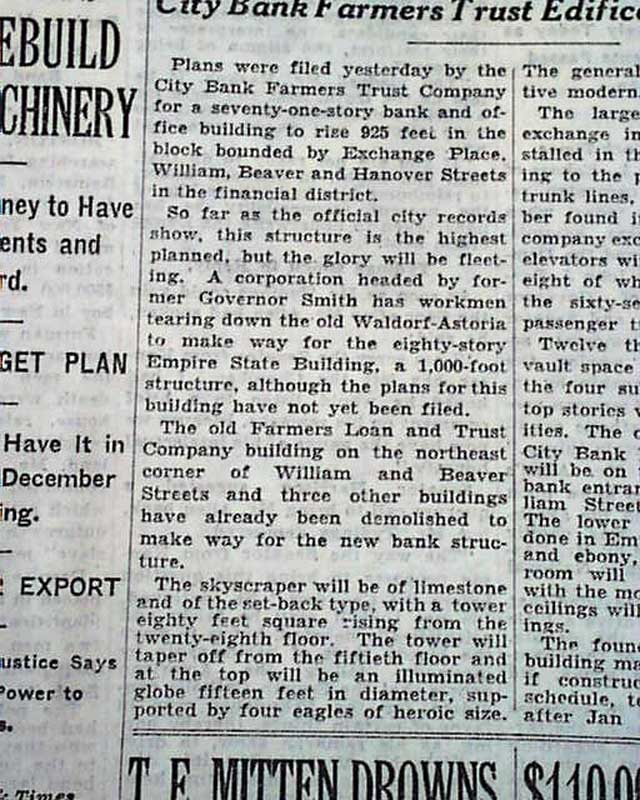 EBUILD
CHINERY
ney to Have
ents and
rd.
GET PLAN
Have It in
December
ing.
EXPORT
ustice Says
Power to
s.
Times
City Bank Farmers Trust Edific
Plans were filed yesterday by the
City Bank Farmers Trust Company
for a seventy-one-story bank and of-
fice building to rise 925 feet in the
block bounded by Exchange Place,
William, Beaver and Hanover Streets
in the financial district.
So far as the official city records
show, this structure is the highest
planned, but the glory will be fleet-
ing. A corporation headed by for-
mer Governor Smith has workmen
tearing down the old Waldorf-Astoria
to make way for the eighty-story
Empire State Building, a 1,000-foot
structure, although the plans for this
building have not yet been filed.
The old Farmers Loan and Trust
Company building on the northeast
corner of William and Beaver
Streets and three other buildings
have already been demolished to
make way for the new bank struc-
ture.
The skyscraper will be of limestone
and of the set-back type, with a tower
eighty feet square rising from the
twenty-eighth floor. The tower will
taper off from the fiftieth floor and
at the top will be an illuminated
globe fifteen feet in diameter, sup-
ported by four eagles of heroic size.
The general
tive modern.
The large
exchange in
stalled in th
ing to the p
trunk lines,
ber found i
company exc
elevators wi
eight of wh
the sixty-se
passenger t
Twelve th
vault space
the four su
top stories v
ities. The c
City Bank
will be on
bank entran
liam Street
The lower
done in Em
and ebony,
room will
with the mo
ceilings will
ings.
The foun
building ma
if construc
schedule, t
after Jan
T. E. MITTEN DROWNS
$110,0